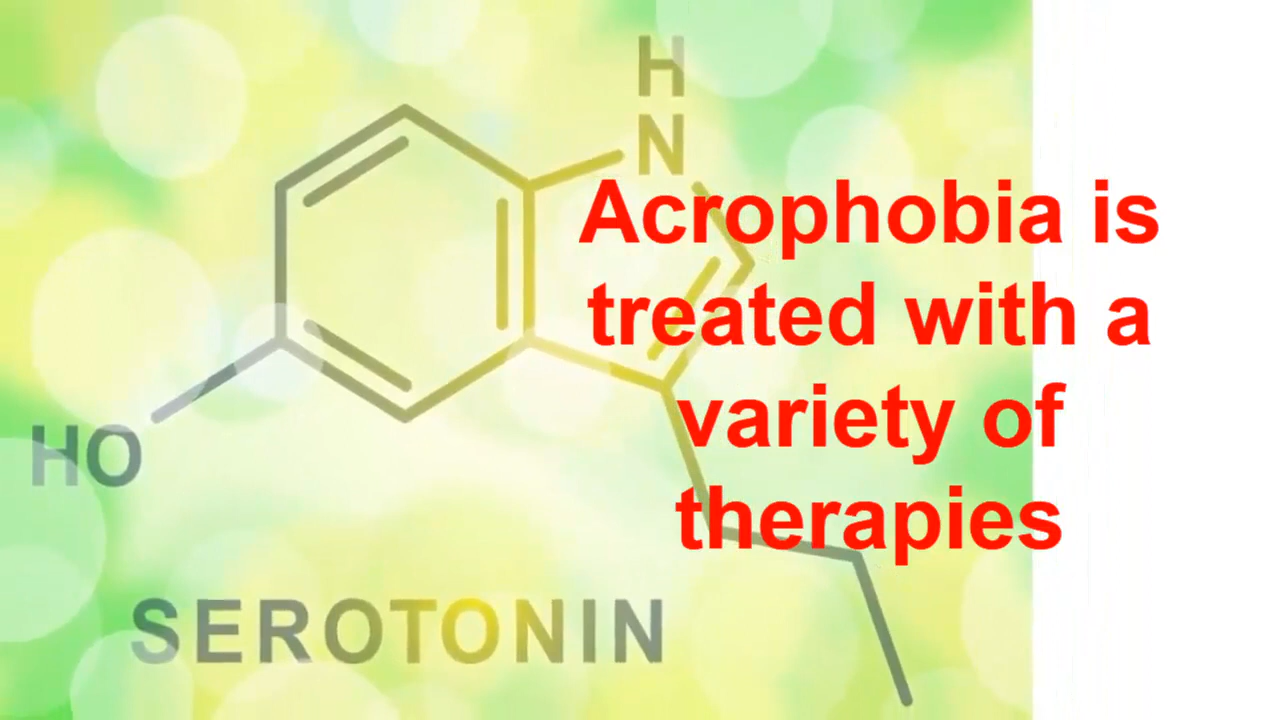 H
N
Acrophobia is
treated with a
variety of
therapies
HO
SEROTONIN